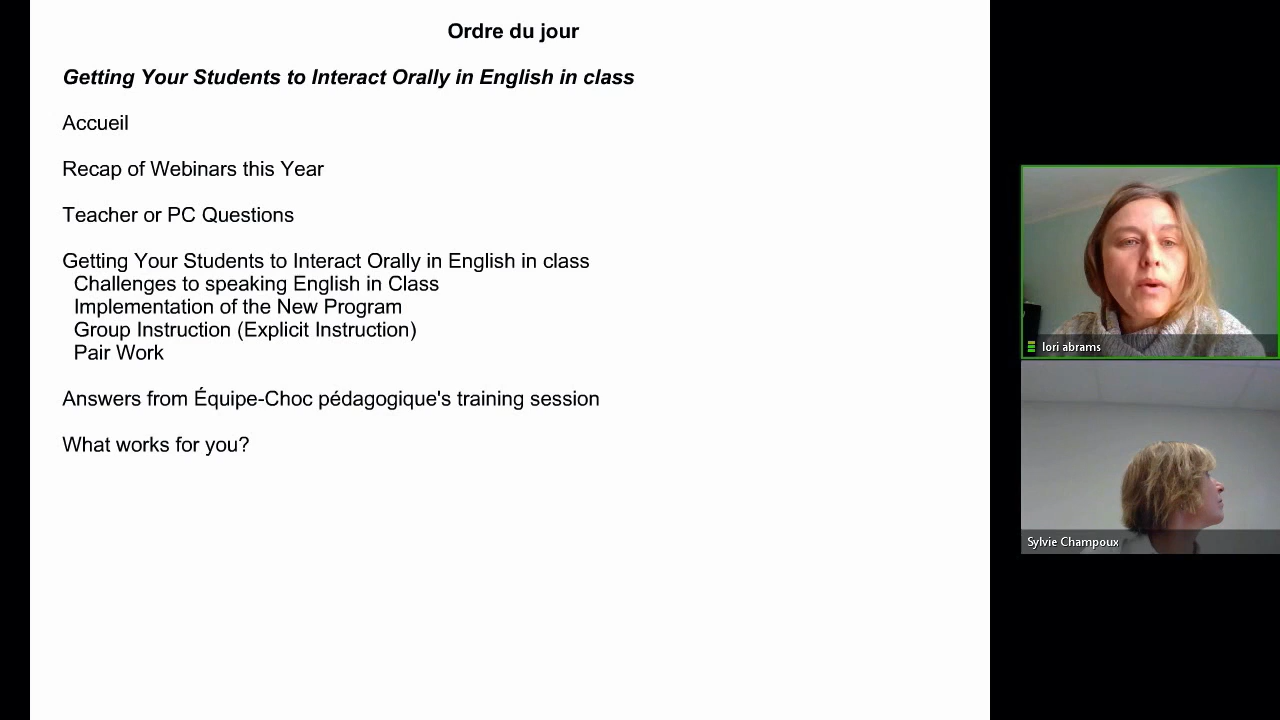 Ordre du jour
Getting Your Students to Interact Orally in English in class
Accueil
Recap of Webinars this Year
Teacher or PC Questions
Getting Your Students to Interact Orally in English in class
Challenges to speaking English in Class
Implementation of the New Program
Group Instruction (Explicit Instruction)
Pair Work
Answers from Équipe-Choc pédagogique's training session
What works for you?
lori abrams
Sylvie Champoux